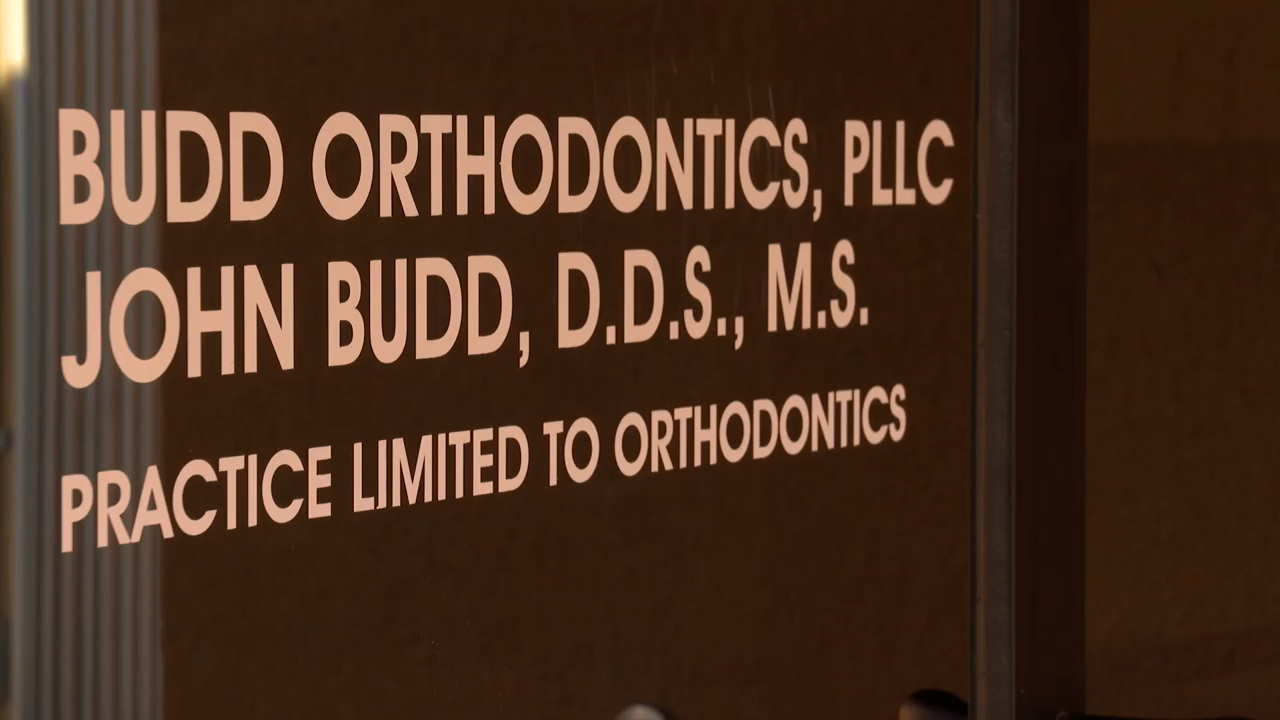 BUDD ORTHODONTICS, PLLC
JOHN BUDD, D.D.S., M.S.
PRACTICE LIMITED TO ORTHODONTICS